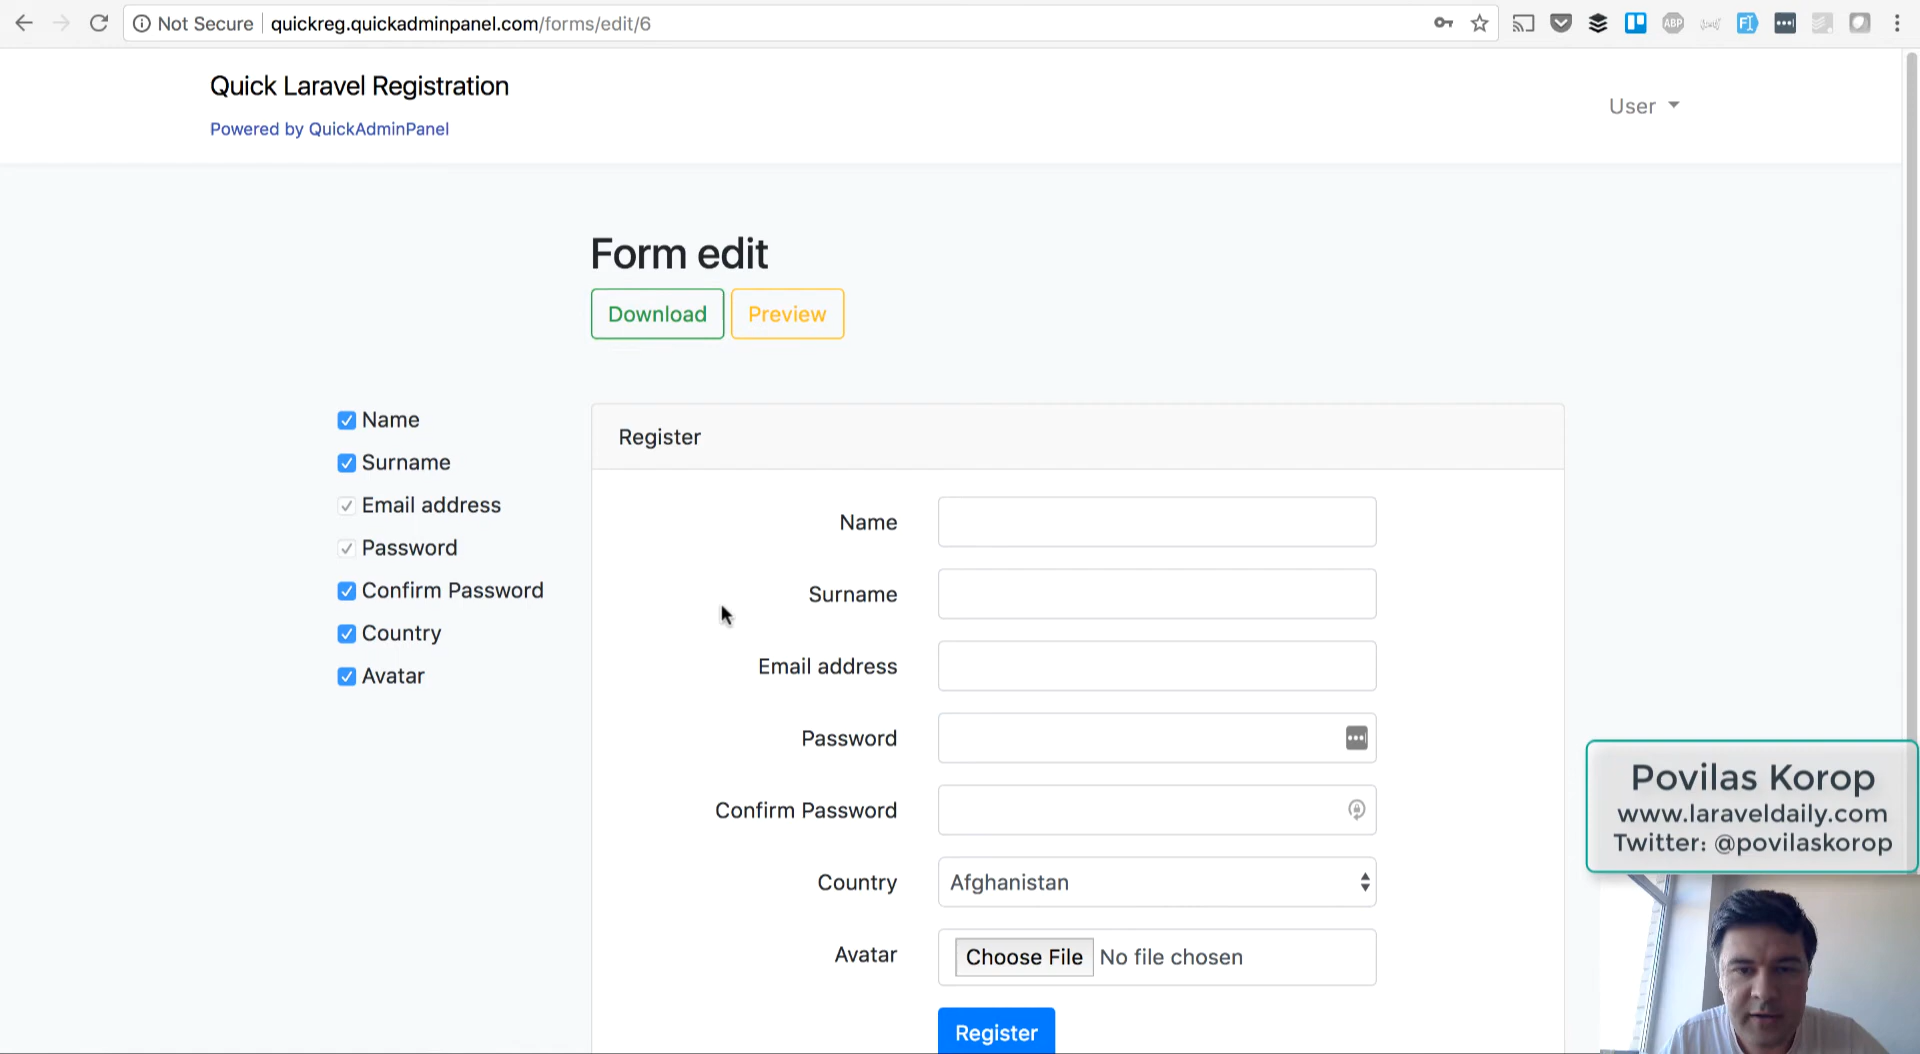 Not Secure quickreg.quickadminpanel.com/forms/edit/6
ABP
Quick Laravel Registration
Powered by QuickAdminPanel
User
Form edit
Download Preview
Name
Surname
Email address
Password
Confirm Password
Country
Avatar
Register
Name
Surname
Email address
Password
Confirm Password
Country Afghanistan
Avatar Choose File No file chosen
Register
Povilas Korop
www.laraveldaily.com
Twitter: @povilaskorop